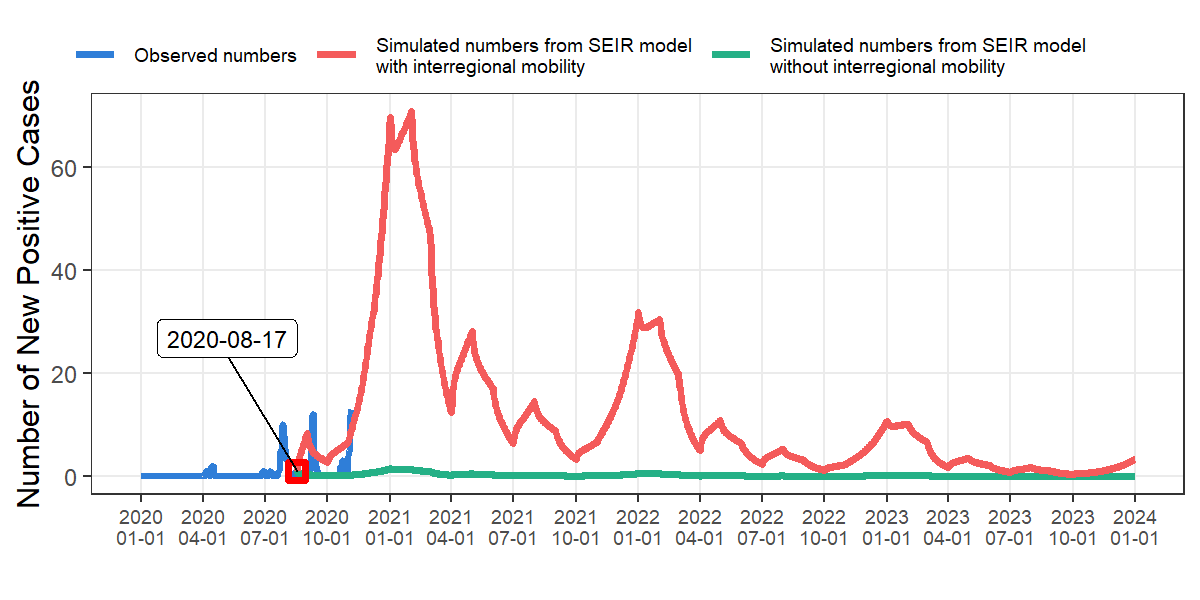 Observed numbers
Simulated numbers from SEIR model
with interregional mobility
Simulated numbers from SEIR model
without interregional mobility
Number of New Positive Cases
60
40
20
0
2020-08-17
2020 2020 2020 2020 2021 2021 2021 2021 2022 2022 2022 2022 2023 2023 2023 2023 2024
01-01 04-01 07-01 10-01 01-01 04-01 07-01 10-01 01-01 04-01 07-01 10-01 01-01 04-01 07-01 10-01 01-01